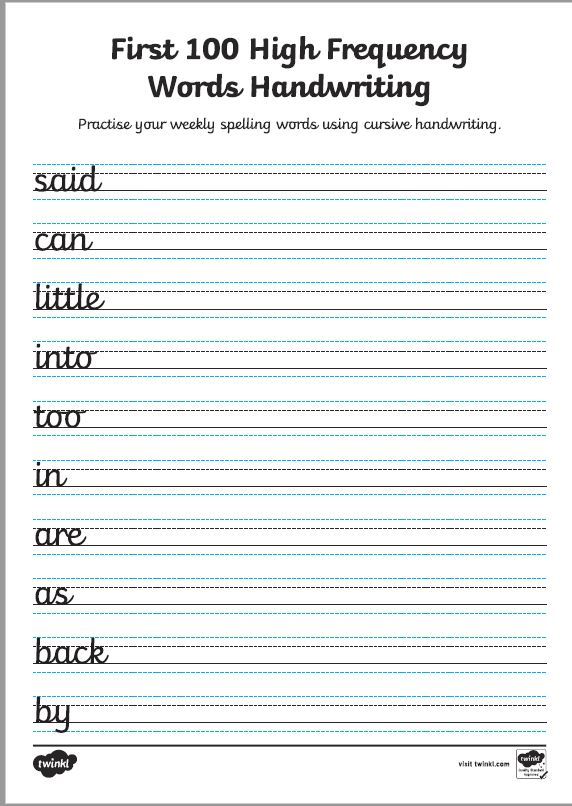 First 100 High Frequency
Words Handwriting
Practise your weekly spelling words using cursive handwriting.
said
can
little
into
too
in
are
as
back
by
twinkl
visit twinkl.com
twinkl